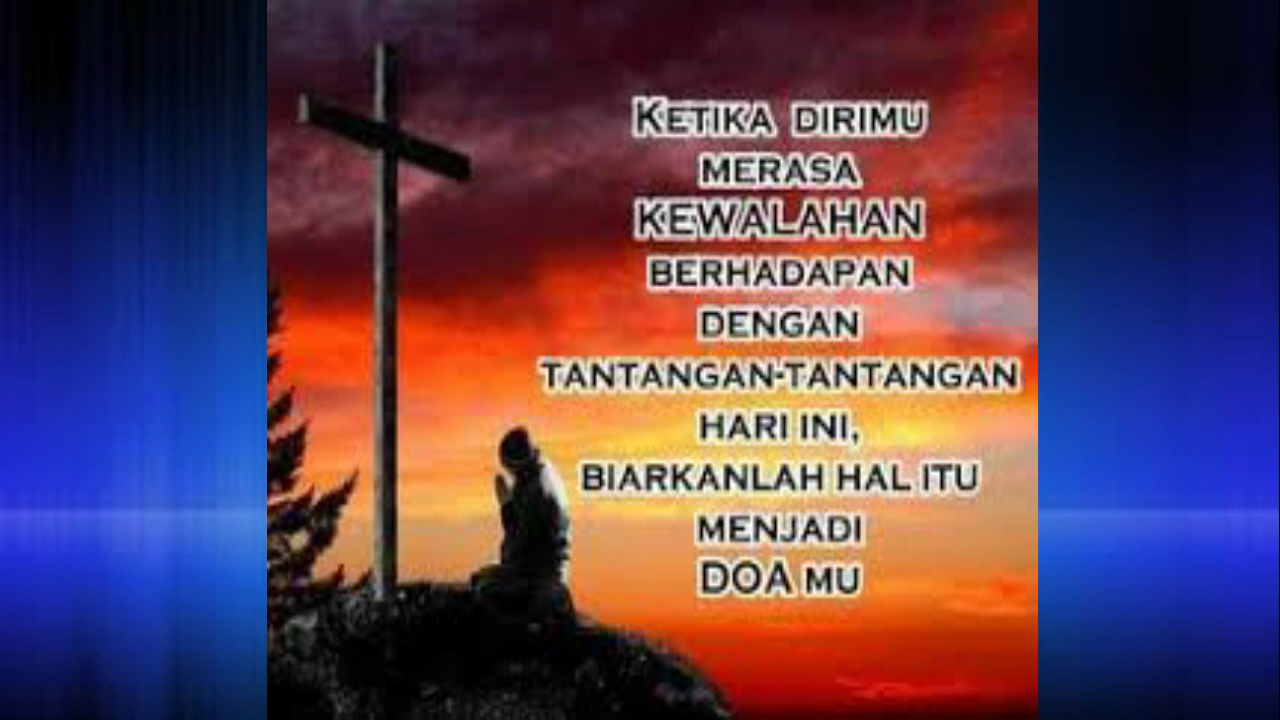 Ketika dirimu
merasa
KEWALAHAN
berhadapan
dengan
tantangan-tantangan
hari ini,
biarkanlah hal itu
menjadi
DOA mu